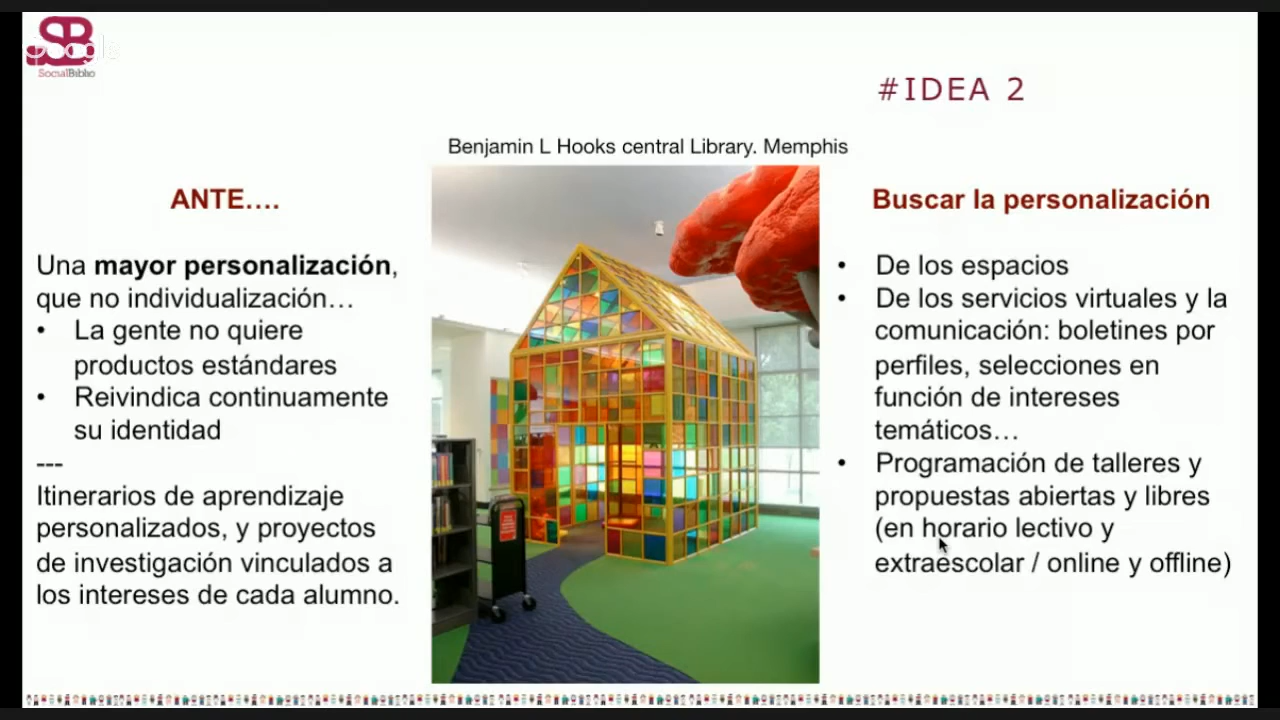 SB
SocialBiblio
Google
#IDEA 2
Benjamin L Hooks central Library. Memphis
ANTE....
Una mayor personalización,
que no individualización…
• La gente no quiere
productos estándares
• Reivindica continuamente
su identidad
---
Itinerarios de aprendizaje
personalizados, y proyectos
de investigación vinculados a
los intereses de cada alumno.
Buscar la personalización
• De los espacios
• De los servicios virtuales y la
comunicación: boletines por
perfiles, selecciones en
función de intereses
temáticos…
• Programación de talleres y
propuestas abiertas y libres
(en horario lectivo y
extraescolar / online y offline)